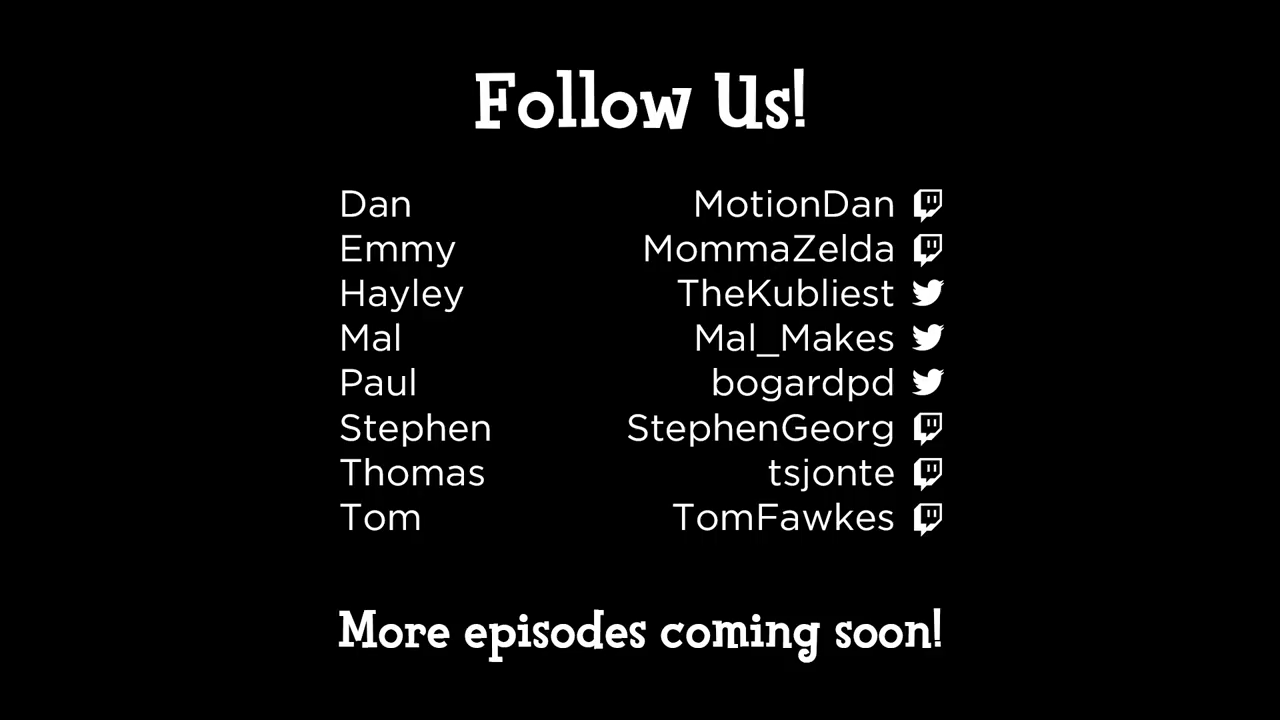 Follow Us!
Dan MotionDan
Emmy MommaZelda
Hayley TheKubliest
Mal Mal_Makes
Paul bogardpd
Stephen StephenGeorg
Thomas tsjonte
Tom TomFawkes
More episodes coming soon!